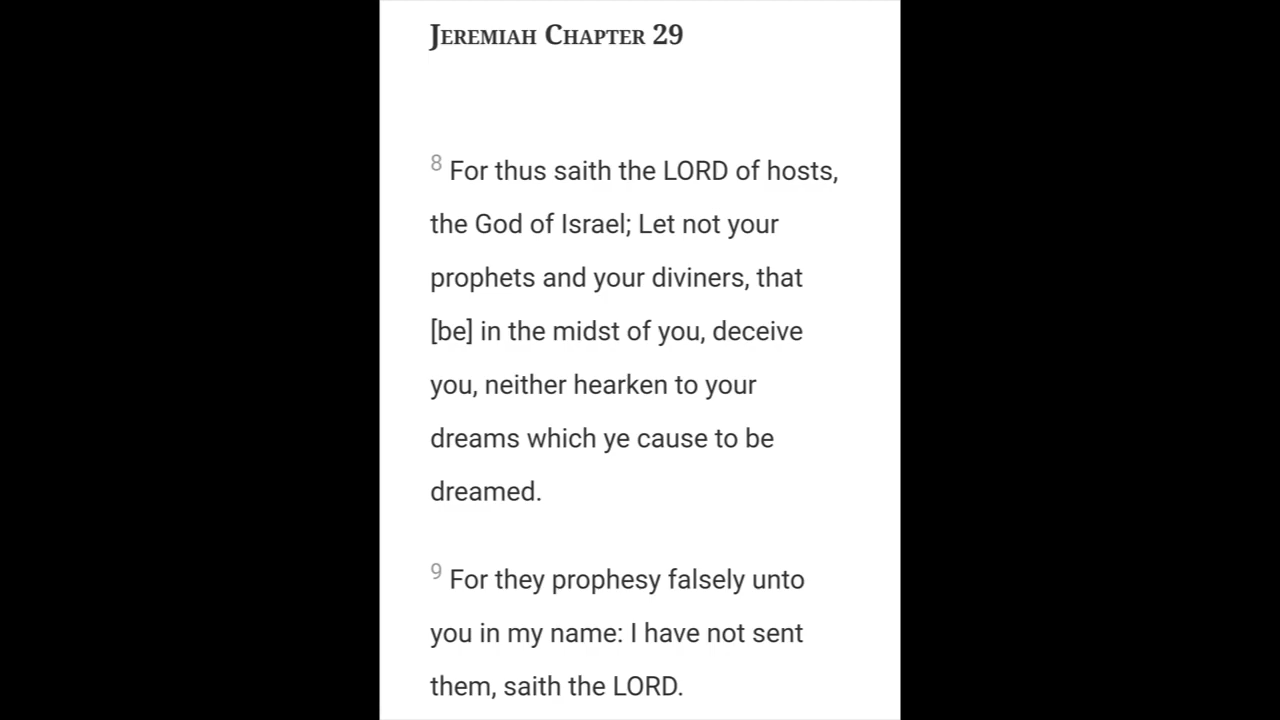 Jeremiah Chapter 29
8 For thus saith the LORD of hosts,
the God of Israel; Let not your
prophets and your diviners, that
[be] in the midst of you, deceive
you, neither hearken to your
dreams which ye cause to be
dreamed.
9 For they prophesy falsely unto
you in my name: I have not sent
them, saith the LORD.